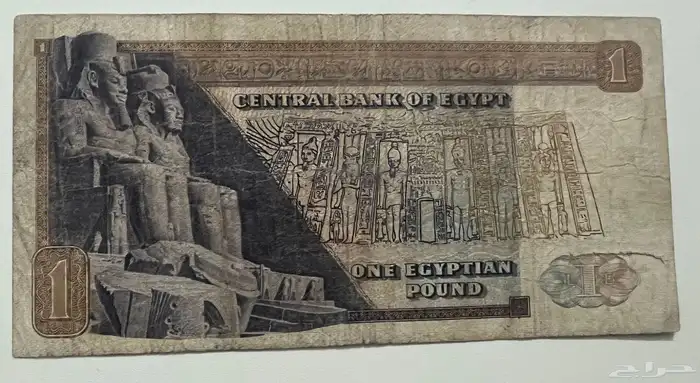 1
1
CENTRAL BANK OF EGYPT
ONE EGYPTIAN
POUND
1
1
حراج